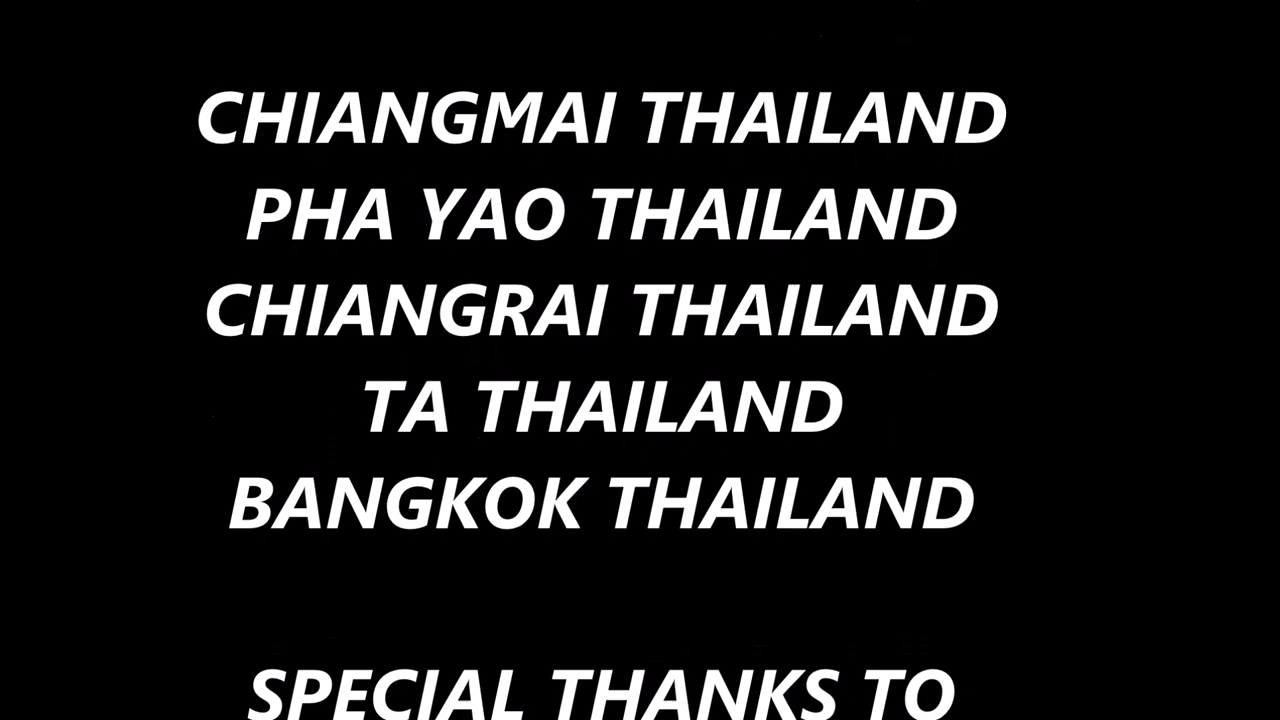 CHIANGMAI THAILAND
PHA YAO THAILAND
CHIANGRAI THAILAND
TA THAILAND
BANGKOK THAILAND
SPECIAL THANKS TO